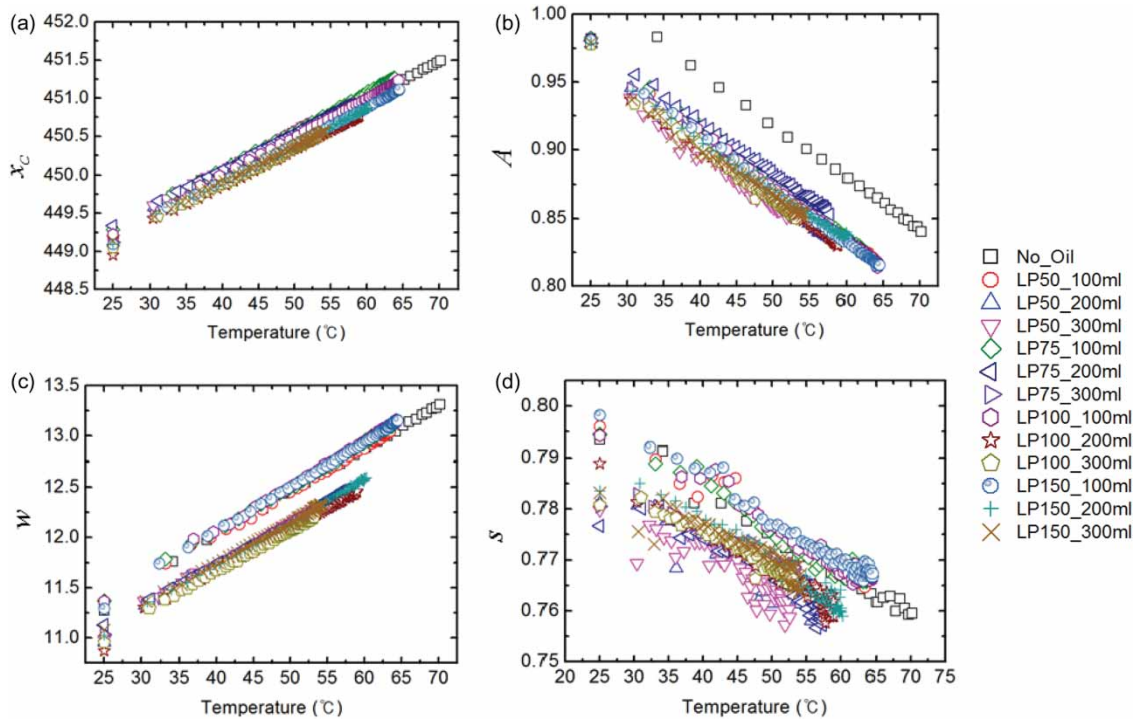 (a)
451.5
451.0
450.5
450.0
449.5
449.0
448.5
x_C
25 30 35 40 45 50 55 60 65 70
Temperature (℃)
(b)
1.00
0.95
0.90
0.85
0.80
A
25 30 35 40 45 50 55 60 65 70
Temperature (℃)
(c)
13.5
13.0
12.5
12.0
11.5
11.0
w
25 30 35 40 45 50 55 60 65 70
Temperature (℃)
(d)
0.80
0.79
0.78
0.77
0.76
0.75
s
20 25 30 35 40 45 50 55 60 65 70 75
Temperature (℃)
No_Oil
LP50_100ml
LP50_200ml
LP50_300ml
LP75_100ml
LP75_200ml
LP75_300ml
LP100_100ml
LP100_200ml
LP100_300ml
LP150_100ml
LP150_200ml
LP150_300ml